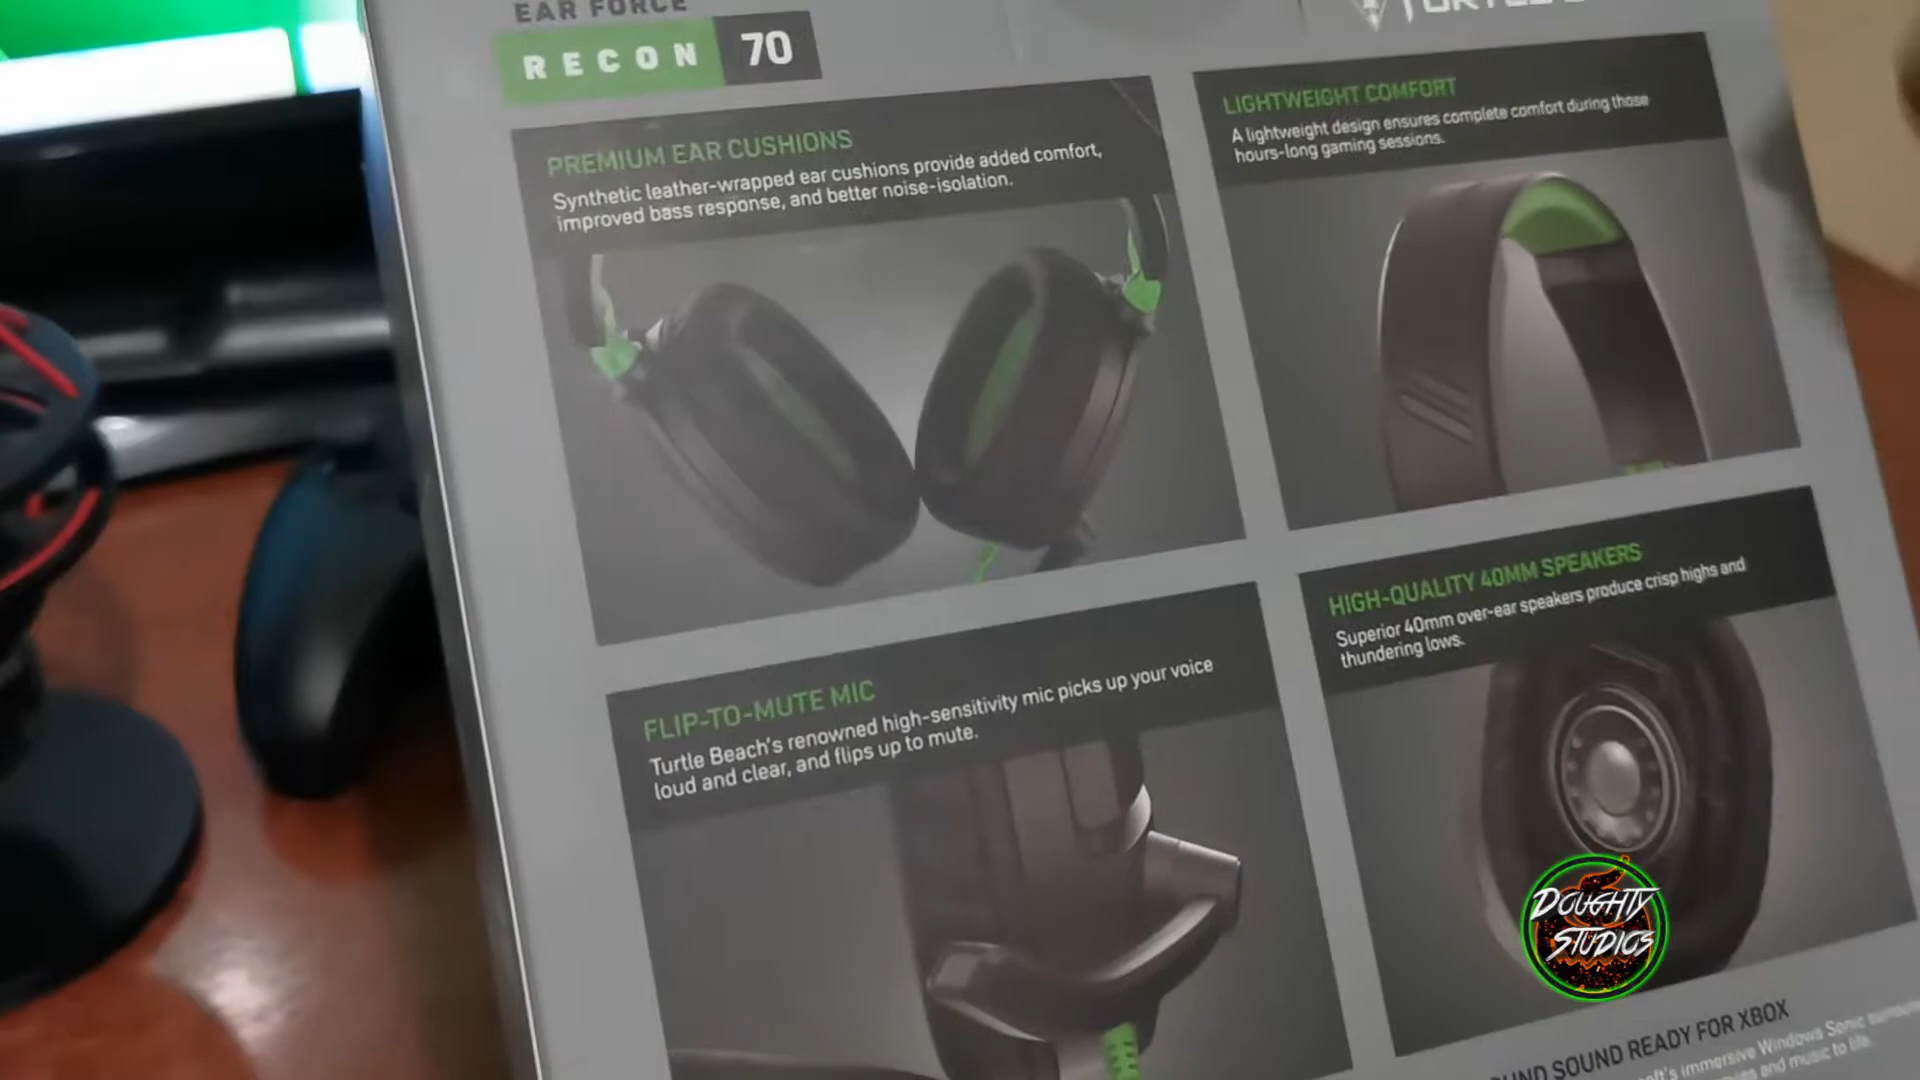 EAR FORCE
RECON 70
PREMIUM EAR CUSHIONS
Synthetic leather-wrapped ear cushions provide added comfort,
improved bass response, and better noise-isolation.
LIGHTWEIGHT COMFORT
A lightweight design ensures complete comfort during those
hours-long gaming sessions.
FLIP-TO-MUTE MIC
Turtle Beach's renowned high-sensitivity mic picks up your voice
loud and clear, and flips up to mute.
HIGH-QUALITY 40MM SPEAKERS
Superior 40mm over-ear speakers produce crisp highs and
thundering lows.
DOUGHTY
STUDIOS
SOUND READY FOR XBOX
immersive Windows Sonic
and music to life.